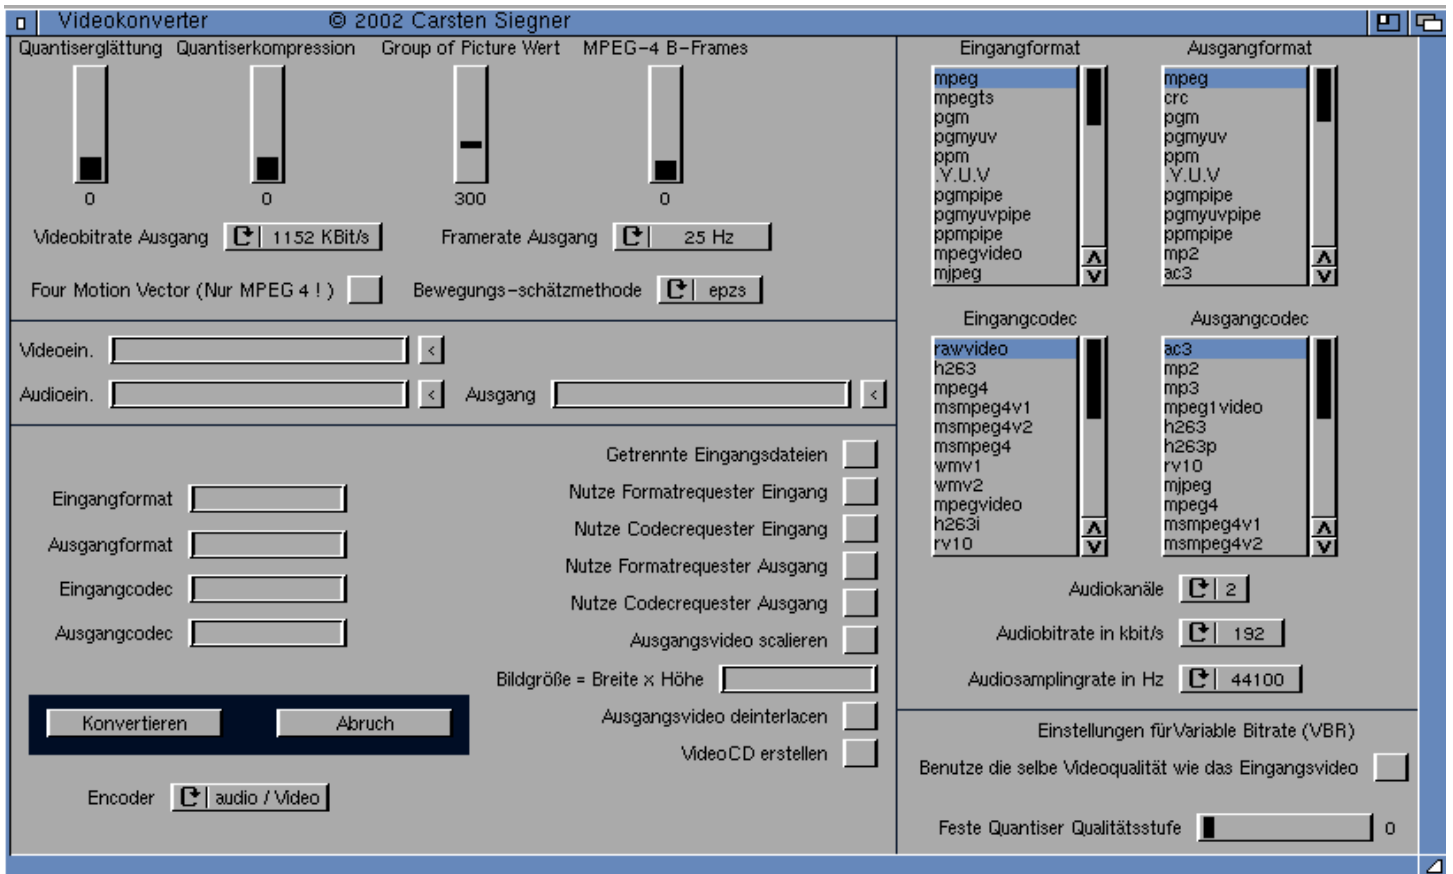 Videokonverter © 2002 Carsten Siegner
Quantiserglättung Quantiserkompression Group of Picture Wert MPEG-4 B-Frames
0 0 300 0
Videobitrate Ausgang 1152 KBit/s Framerate Ausgang 25 Hz
Four Motion Vector (Nur MPEG 4 ! ) Bewegungs-schätzmethode epzs
Videoein. <
Audioein. < Ausgang <
Getrennte Eingangsdateien
Nutze Formatrequester Eingang
Nutze Codecrequester Eingang
Nutze Formatrequester Ausgang
Nutze Codecrequester Ausgang
Ausgangsvideo scalieren
Bildgröße = Breite x Höhe
Ausgangsvideo deinterlacen
VideoCD erstellen
Eingangformat
Ausgangformat
Eingangcodec
Ausgangcodec
Konvertieren Abruch
Encoder audio / Video
Eingangformat
mpeg
mpegts
pgm
pgmyuv
ppm
.Y.U.V
pgmpipe
pgmyuvpipe
ppmpipe
mpegvideo
mjpeg
Ausgangformat
mpeg
crc
pgm
pgmyuv
ppm
.Y.U.V
pgmpipe
pgmyuvpipe
ppmpipe
mp2
ac3
Eingangcodec
rawvideo
h263
mpeg4
msmpeg4v1
msmpeg4v2
msmpeg4
wmv1
wmv2
mpegvideo
h263i
rv10
Ausgangcodec
ac3
mp2
mp3
mpeg1video
h263
h263p
rv10
mjpeg
mpeg4
msmpeg4v1
msmpeg4v2
Audiokanäle 2
Audiobitrate in kbit/s 192
Audiosamplingrate in Hz 44100
Einstellungen fürVariable Bitrate (VBR)
Benutze die selbe Videoqualität wie das Eingangsvideo
Feste Quantiser Qualitätsstufe 0